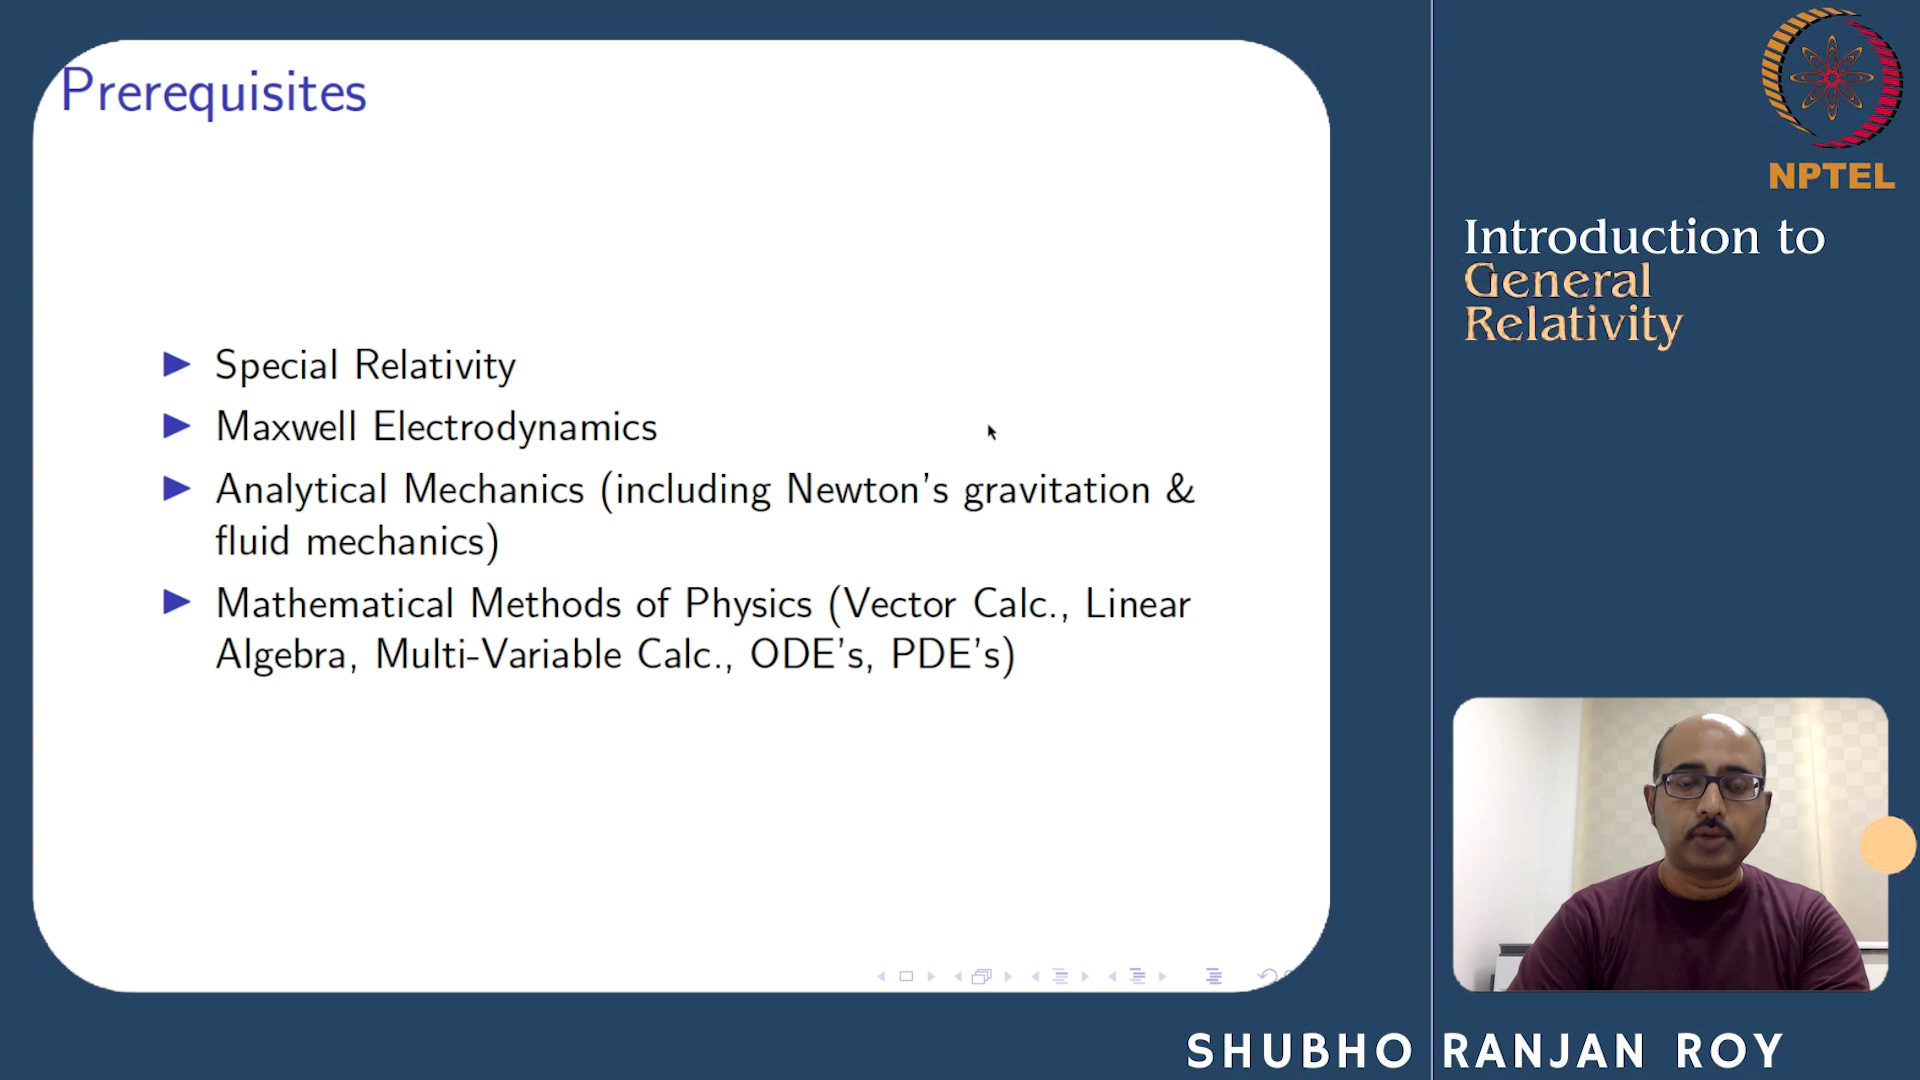 Prerequisites
Special Relativity
Maxwell Electrodynamics
Analytical Mechanics (including Newton's gravitation &
fluid mechanics)
Mathematical Methods of Physics (Vector Calc., Linear
Algebra, Multi-Variable Calc., ODE's, PDE's)
NPTEL
Introduction to
General
Relativity
SHUBHO RANJAN ROY